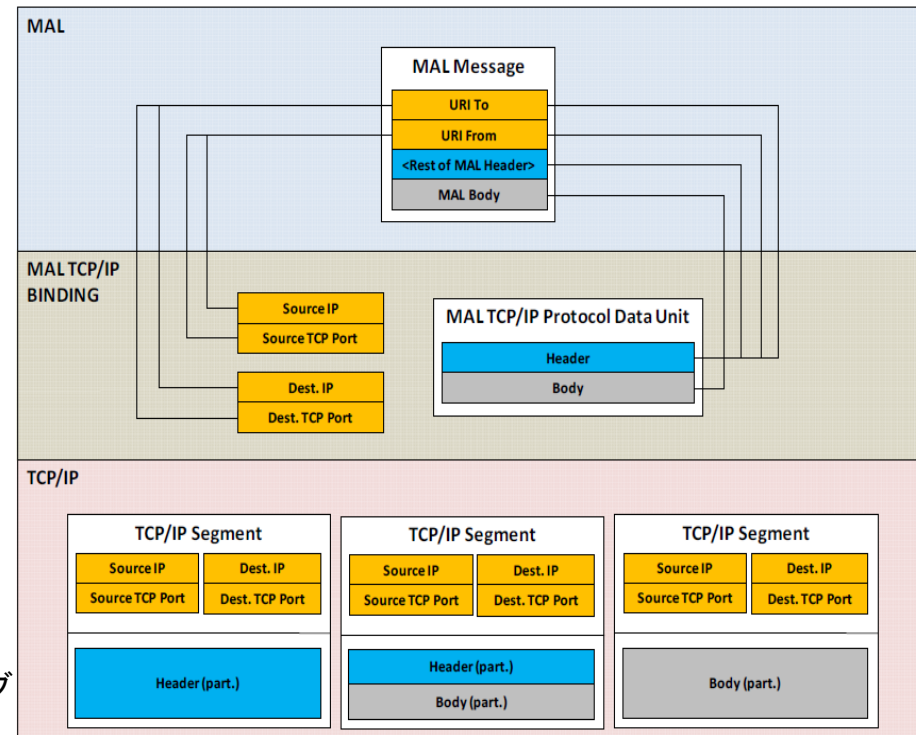 MAL
MAL Message
URI To
URI From
<Rest of MAL Header>
MAL Body
MAL TCP/IP
BINDING
Source IP
Source TCP Port
Dest. IP
Dest. TCP Port
MAL TCP/IP Protocol Data Unit
Header
Body
TCP/IP
TCP/IP Segment
Source IP
Dest. IP
Source TCP Port
Dest. TCP Port
Header (part.)
TCP/IP Segment
Source IP
Dest. IP
Source TCP Port
Dest. TCP Port
Header (part.)
Body (part.)
TCP/IP Segment
Source IP
Dest. IP
Source TCP Port
Dest. TCP Port
Body (part.)
グ